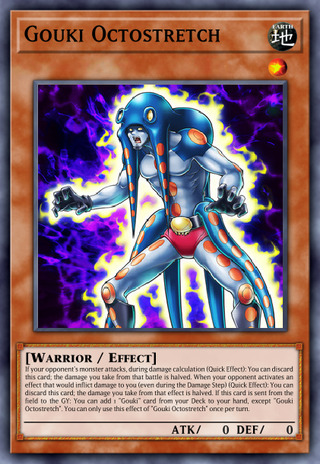 Gouki Octostretch
EARTH
地
[Warrior / Effect]
If your opponent's monster attacks, during damage calculation (Quick Effect): You can discard
this card; the damage you take from that battle is halved. When your opponent activates an
effect that would inflict damage to you (even during the Damage Step) (Quick Effect): You can
discard this card; the damage you take from that effect is halved. If this card is sent from the
field to the GY: You can add 1 "Gouki" card from your Deck to your hand, except "Gouki
Octostretch". You can only use this effect of "Gouki Octostretch" once per turn.
ATK/ 0 DEF/ 0